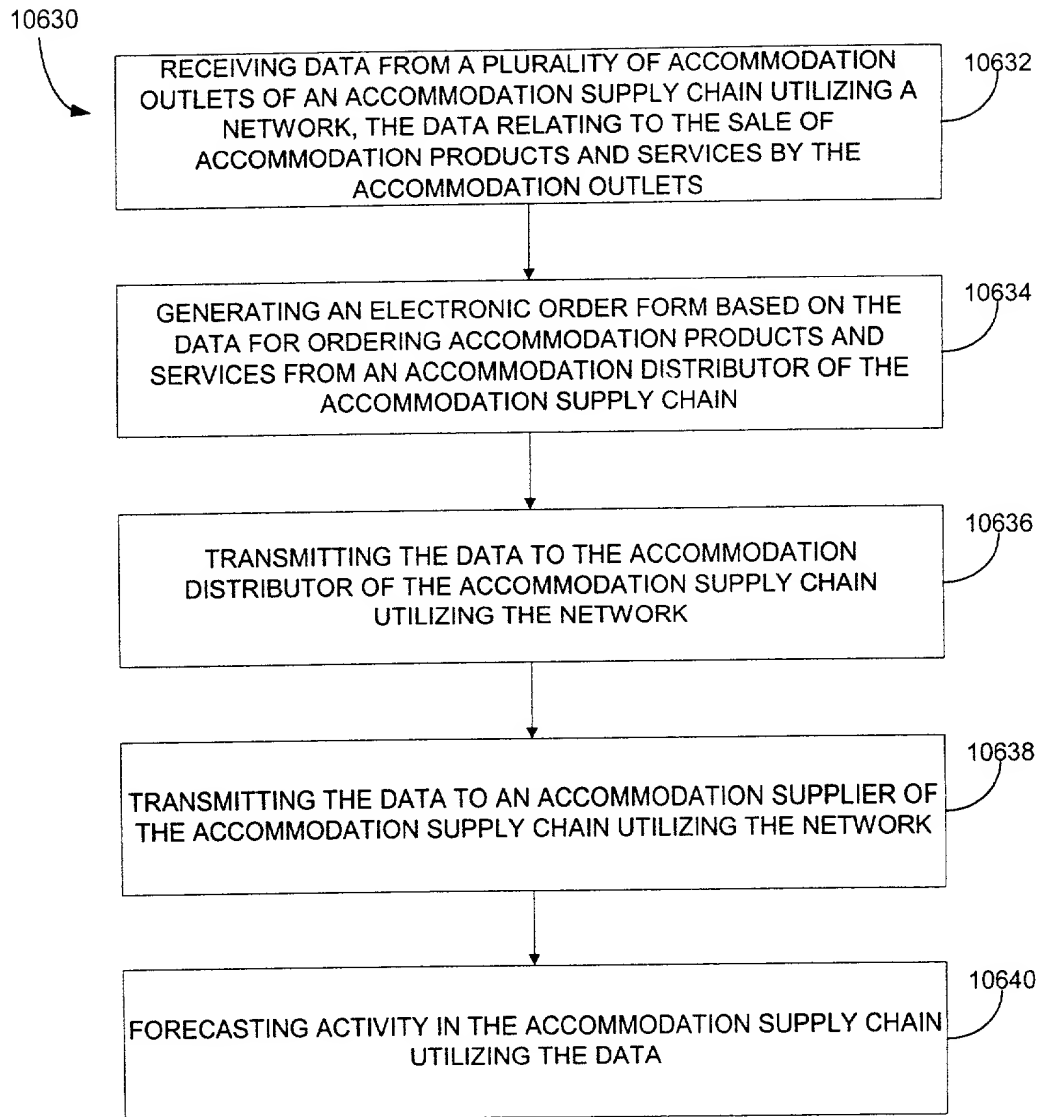 10630
RECEIVING DATA FROM A PLURALITY OF ACCOMMODATION
OUTLETS OF AN ACCOMMODATION SUPPLY CHAIN UTILIZING A
NETWORK, THE DATA RELATING TO THE SALE OF
ACCOMMODATION PRODUCTS AND SERVICES BY THE
ACCOMMODATION OUTLETS
10632
GENERATING AN ELECTRONIC ORDER FORM BASED ON THE
DATA FOR ORDERING ACCOMMODATION PRODUCTS AND
SERVICES FROM AN ACCOMMODATION DISTRIBUTOR OF THE
ACCOMMODATION SUPPLY CHAIN
10634
TRANSMITTING THE DATA TO THE ACCOMMODATION
DISTRIBUTOR OF THE ACCOMMODATION SUPPLY CHAIN
UTILIZING THE NETWORK
10636
TRANSMITTING THE DATA TO AN ACCOMMODATION SUPPLIER OF
THE ACCOMMODATION SUPPLY CHAIN UTILIZING THE NETWORK
10638
FORECASTING ACTIVITY IN THE ACCOMMODATION SUPPLY CHAIN
UTILIZING THE DATA
10640